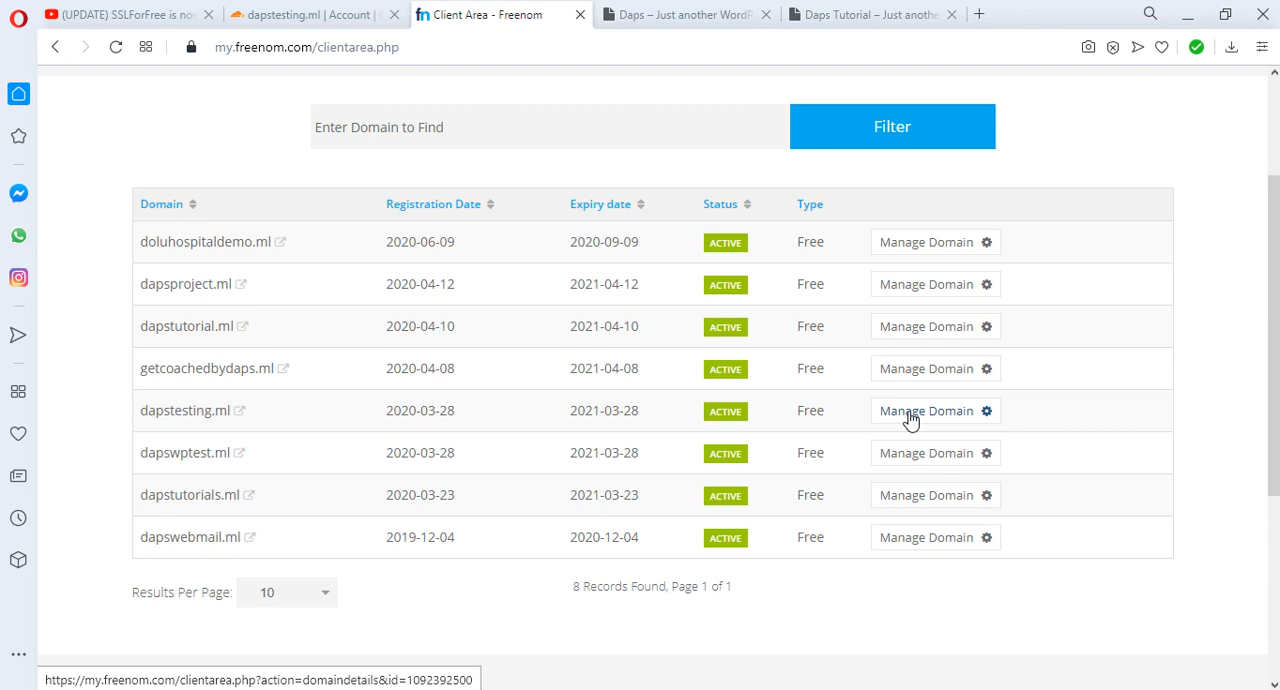 (UPDATE) SSLForFree is no
dapstesting.ml | Account |
Client Area - Freenom
Daps – Just another WordP
Daps Tutorial – Just anothe
my.freenom.com/clientarea.php
Enter Domain to Find
Filter
Domain Registration Date Expiry date Status Type
doluhospitaldemo.ml 2020-06-09 2020-09-09 ACTIVE Free Manage Domain
dapsproject.ml 2020-04-12 2021-04-12 ACTIVE Free Manage Domain
dapstutorial.ml 2020-04-10 2021-04-10 ACTIVE Free Manage Domain
getcoachedbydaps.ml 2020-04-08 2021-04-08 ACTIVE Free Manage Domain
dapstesting.ml 2020-03-28 2021-03-28 ACTIVE Free Manage Domain
dapswptest.ml 2020-03-28 2021-03-28 ACTIVE Free Manage Domain
dapstutorials.ml 2020-03-23 2021-03-23 ACTIVE Free Manage Domain
dapswebmail.ml 2019-12-04 2020-12-04 ACTIVE Free Manage Domain
Results Per Page: 10 8 Records Found, Page 1 of 1
https://my.freenom.com/clientarea.php?action=domaindetails&id=1092392500